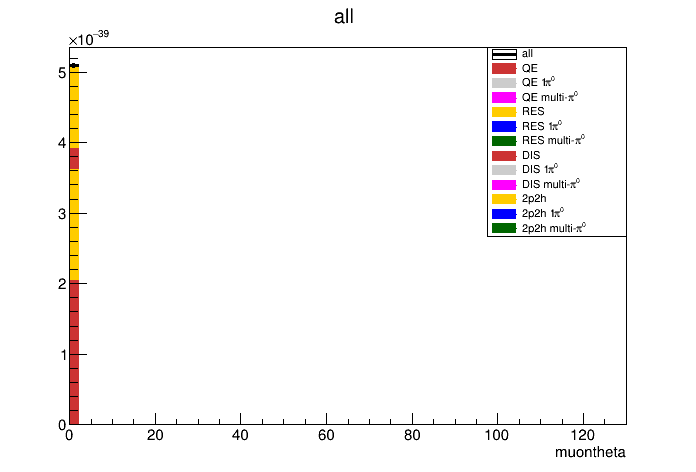 all
×10⁻³⁹
all
QE
QE 1π⁰
QE multi-π⁰
RES
RES 1π⁰
RES multi-π⁰
DIS
DIS 1π⁰
DIS multi-π⁰
2p2h
2p2h 1π⁰
2p2h multi-π⁰
5
4
3
2
1
0
0 20 40 60 80 100 120
muontheta